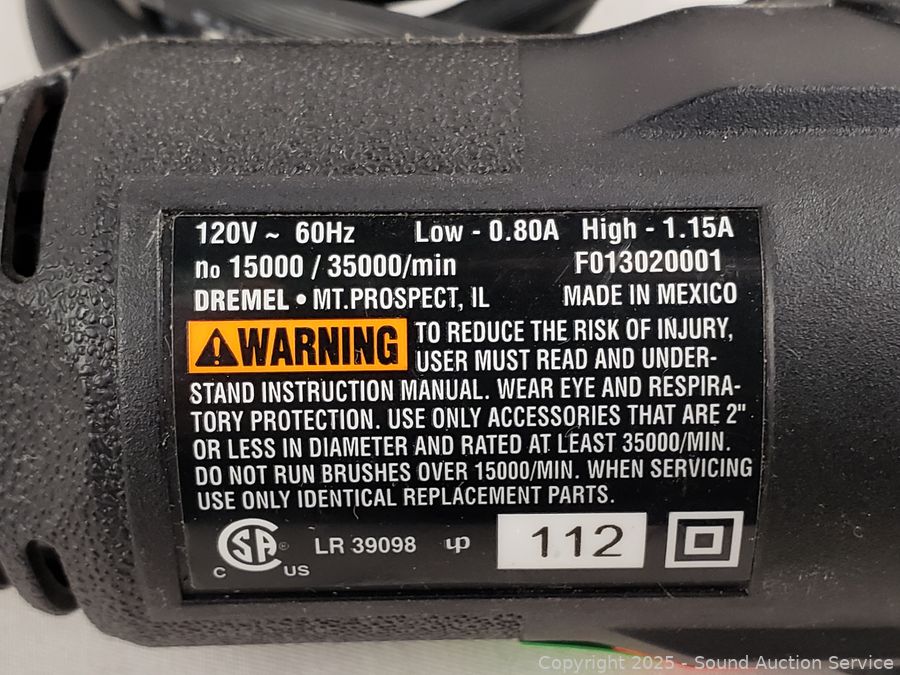 120V ~ 60Hz Low - 0.80A High - 1.15A
no 15000 / 35000/min F013020001
DREMEL • MT.PROSPECT, IL MADE IN MEXICO
⚠WARNING TO REDUCE THE RISK OF INJURY,
USER MUST READ AND UNDER-
STAND INSTRUCTION MANUAL. WEAR EYE AND RESPIRA-
TORY PROTECTION. USE ONLY ACCESSORIES THAT ARE 2"
OR LESS IN DIAMETER AND RATED AT LEAST 35000/MIN.
DO NOT RUN BRUSHES OVER 15000/MIN. WHEN SERVICING
USE ONLY IDENTICAL REPLACEMENT PARTS.
C SA ® C US LR 39098 up 112
Copyright 2025 - Sound Auction Service